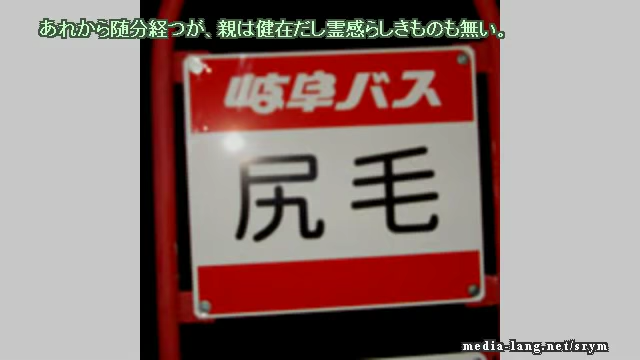 あれから随分経つが、親は健在だし霊感らしきものも無い。
岐阜バス
尻毛
media-lang.net/srym